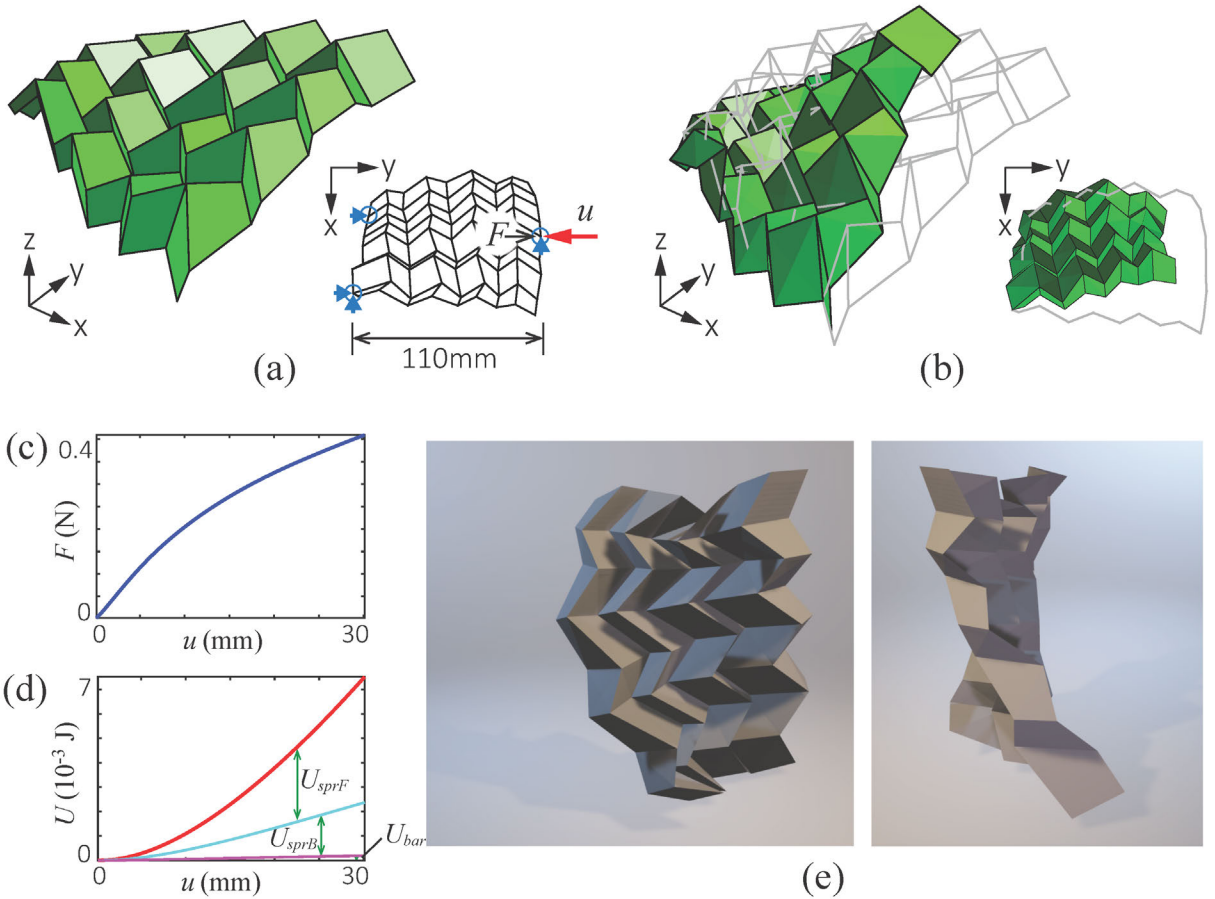 z
y
x
y
x
F
u
110mm
(a)
z
y
x
y
x
(b)
(c)
0.4
F (N)
0
0
30
u (mm)
(d)
7
U (10⁻³ J)
U_sprF
U_sprB
U_bar
0
0
30
u (mm)
(e)